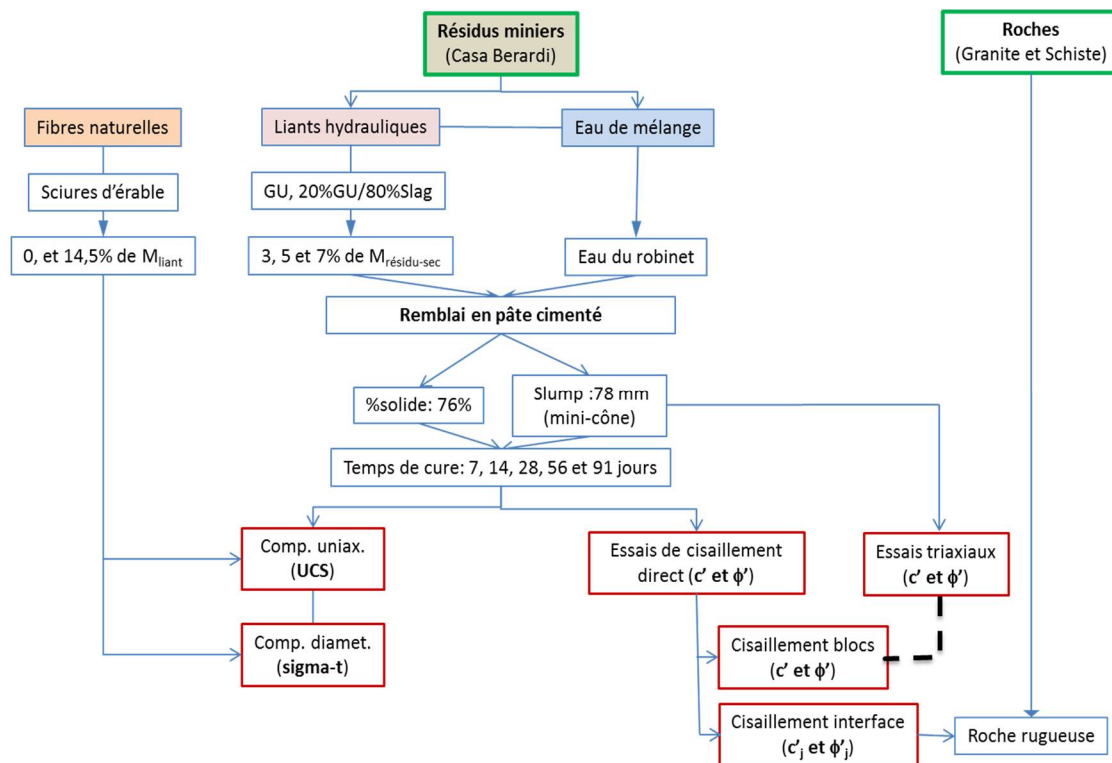 Résidus miniers
(Casa Berardi)
Roches
(Granite et Schiste)
Fibres naturelles
Liants hydrauliques
Eau de mélange
Sciures d’érable
GU, 20%GU/80%Slag
0, et 14,5% de Mliant
3, 5 et 7% de Mrésidu-sec
Eau du robinet
Remblai en pâte cimenté
%solide: 76%
Slump :78 mm
(mini-cône)
Temps de cure: 7, 14, 28, 56 et 91 jours
Comp. uniax.
(UCS)
Essais de cisaillement
direct (c’ et ϕ’)
Essais triaxiaux
(c’ et ϕ’)
Comp. diamet.
(sigma-t)
Cisaillement blocs
(c’ et ϕ’)
Cisaillement interface
(c’j et ϕ’j)
Roche rugueuse